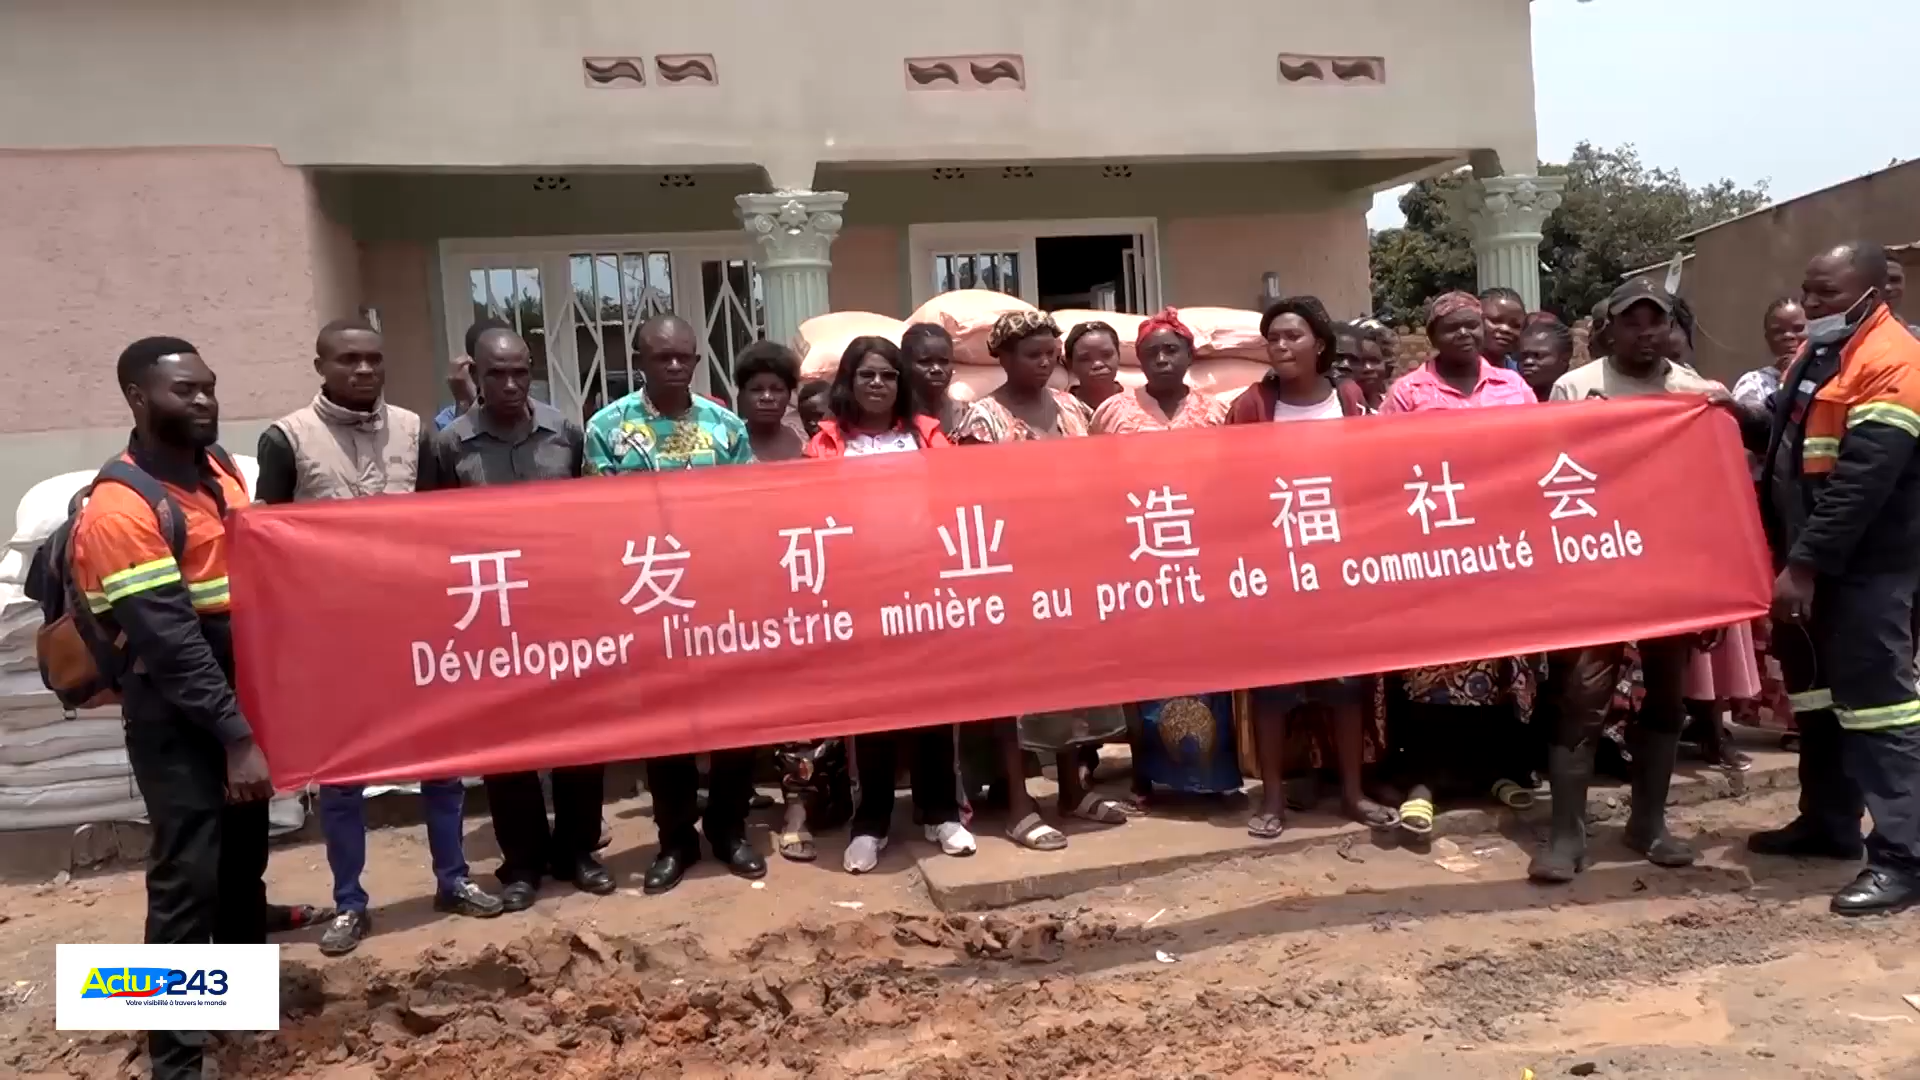 开发矿业 造福社会
Développer l'industrie minière au profit de la communauté locale
Actu+243
Votre visibilité à travers le monde